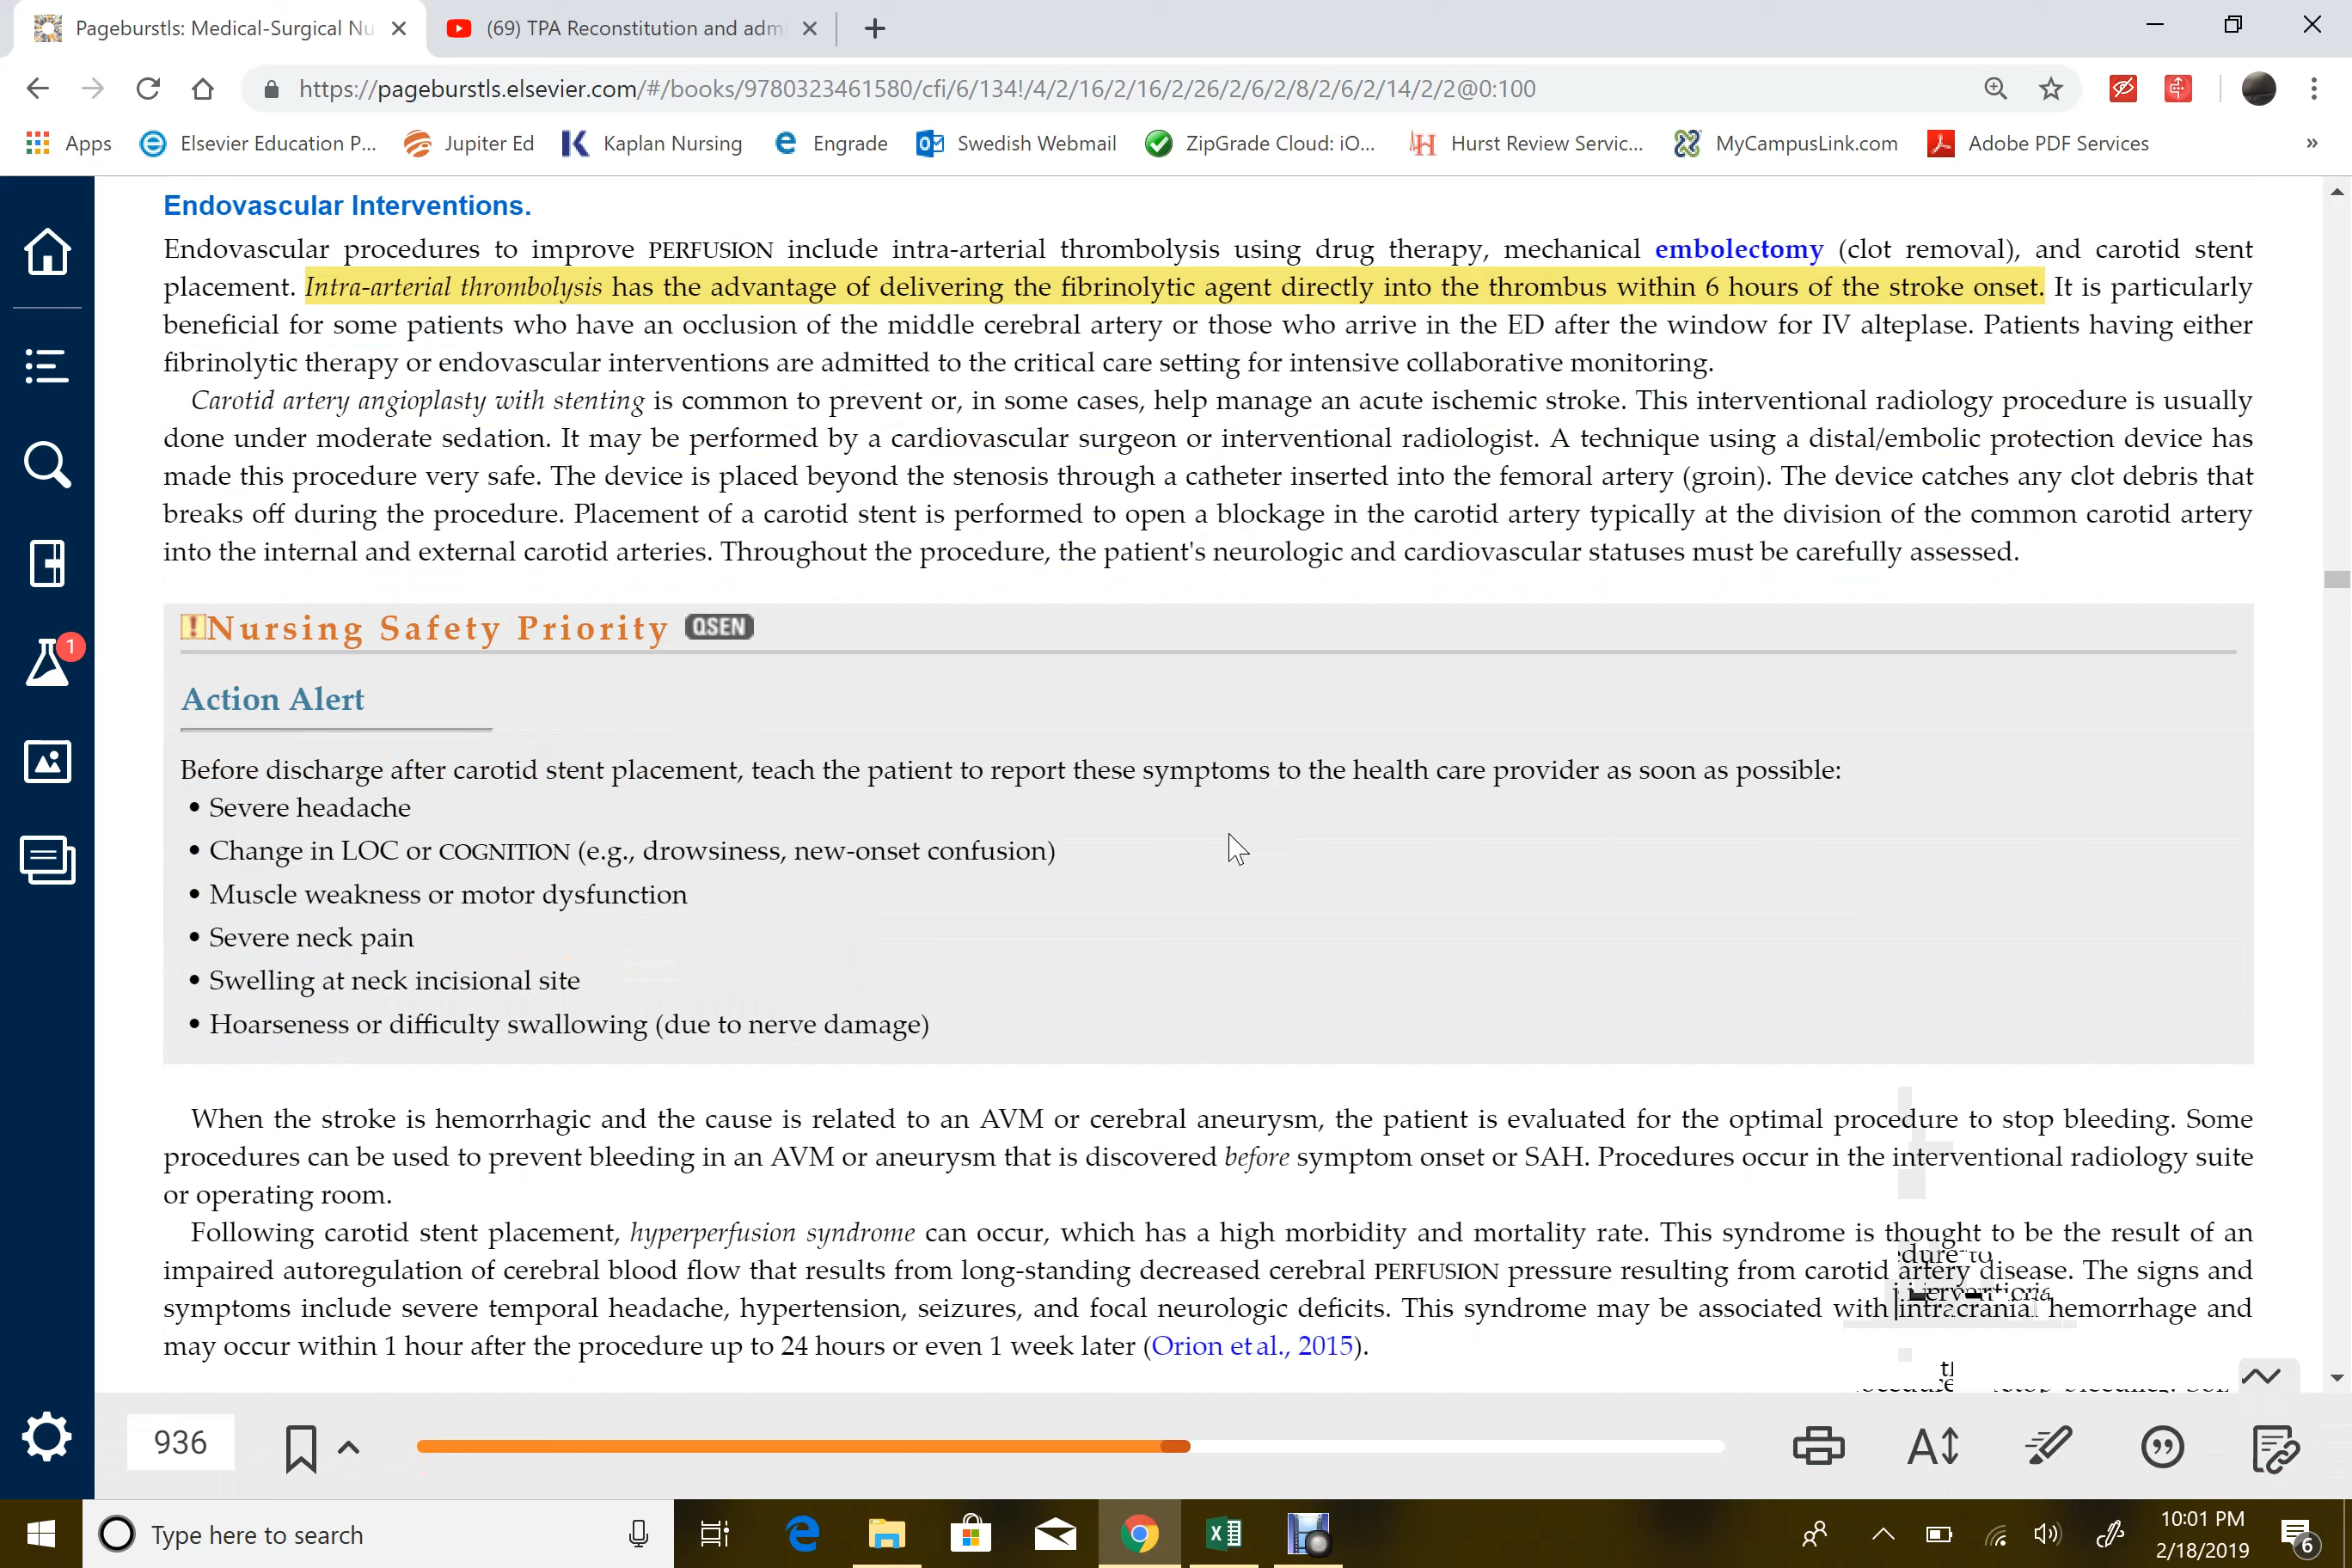 Pageburstls: Medical-Surgical Nu
(69) TPA Reconstitution and adm
https://pageburstls.elsevier.com/#/books/9780323461580/cfi/6/134!/4/2/16/2/16/2/26/2/6/2/8/2/6/2/14/2/2@0:100
Apps Elsevier Education P... Jupiter Ed Kaplan Nursing Engrade Swedish Webmail ZipGrade Cloud: iO... Hurst Review Servic... MyCampusLink.com Adobe PDF Services »
Endovascular Interventions.
Endovascular procedures to improve PERFUSION include intra-arterial thrombolysis using drug therapy, mechanical embolectomy (clot removal), and carotid stent
placement. Intra-arterial thrombolysis has the advantage of delivering the fibrinolytic agent directly into the thrombus within 6 hours of the stroke onset. It is particularly
beneficial for some patients who have an occlusion of the middle cerebral artery or those who arrive in the ED after the window for IV alteplase. Patients having either
fibrinolytic therapy or endovascular interventions are admitted to the critical care setting for intensive collaborative monitoring.
Carotid artery angioplasty with stenting is common to prevent or, in some cases, help manage an acute ischemic stroke. This interventional radiology procedure is usually
done under moderate sedation. It may be performed by a cardiovascular surgeon or interventional radiologist. A technique using a distal/embolic protection device has
made this procedure very safe. The device is placed beyond the stenosis through a catheter inserted into the femoral artery (groin). The device catches any clot debris that
breaks off during the procedure. Placement of a carotid stent is performed to open a blockage in the carotid artery typically at the division of the common carotid artery
into the internal and external carotid arteries. Throughout the procedure, the patient's neurologic and cardiovascular statuses must be carefully assessed.
! Nursing Safety Priority QSEN
1
Action Alert
Before discharge after carotid stent placement, teach the patient to report these symptoms to the health care provider as soon as possible:
• Severe headache
• Change in LOC or COGNITION (e.g., drowsiness, new-onset confusion)
• Muscle weakness or motor dysfunction
• Severe neck pain
• Swelling at neck incisional site
• Hoarseness or difficulty swallowing (due to nerve damage)
When the stroke is hemorrhagic and the cause is related to an AVM or cerebral aneurysm, the patient is evaluated for the optimal procedure to stop bleeding. Some
procedures can be used to prevent bleeding in an AVM or aneurysm that is discovered before symptom onset or SAH. Procedures occur in the interventional radiology suite
or operating room.
Following carotid stent placement, hyperperfusion syndrome can occur, which has a high morbidity and mortality rate. This syndrome is thought to be the result of an
impaired autoregulation of cerebral blood flow that results from long-standing decreased cerebral PERFUSION pressure resulting from carotid artery disease. The signs and
symptoms include severe temporal headache, hypertension, seizures, and focal neurologic deficits. This syndrome may be associated with intracranial hemorrhage and
may occur within 1 hour after the procedure up to 24 hours or even 1 week later (Orion et al., 2015).
936
Type here to search
10:01 PM
2/18/2019
6